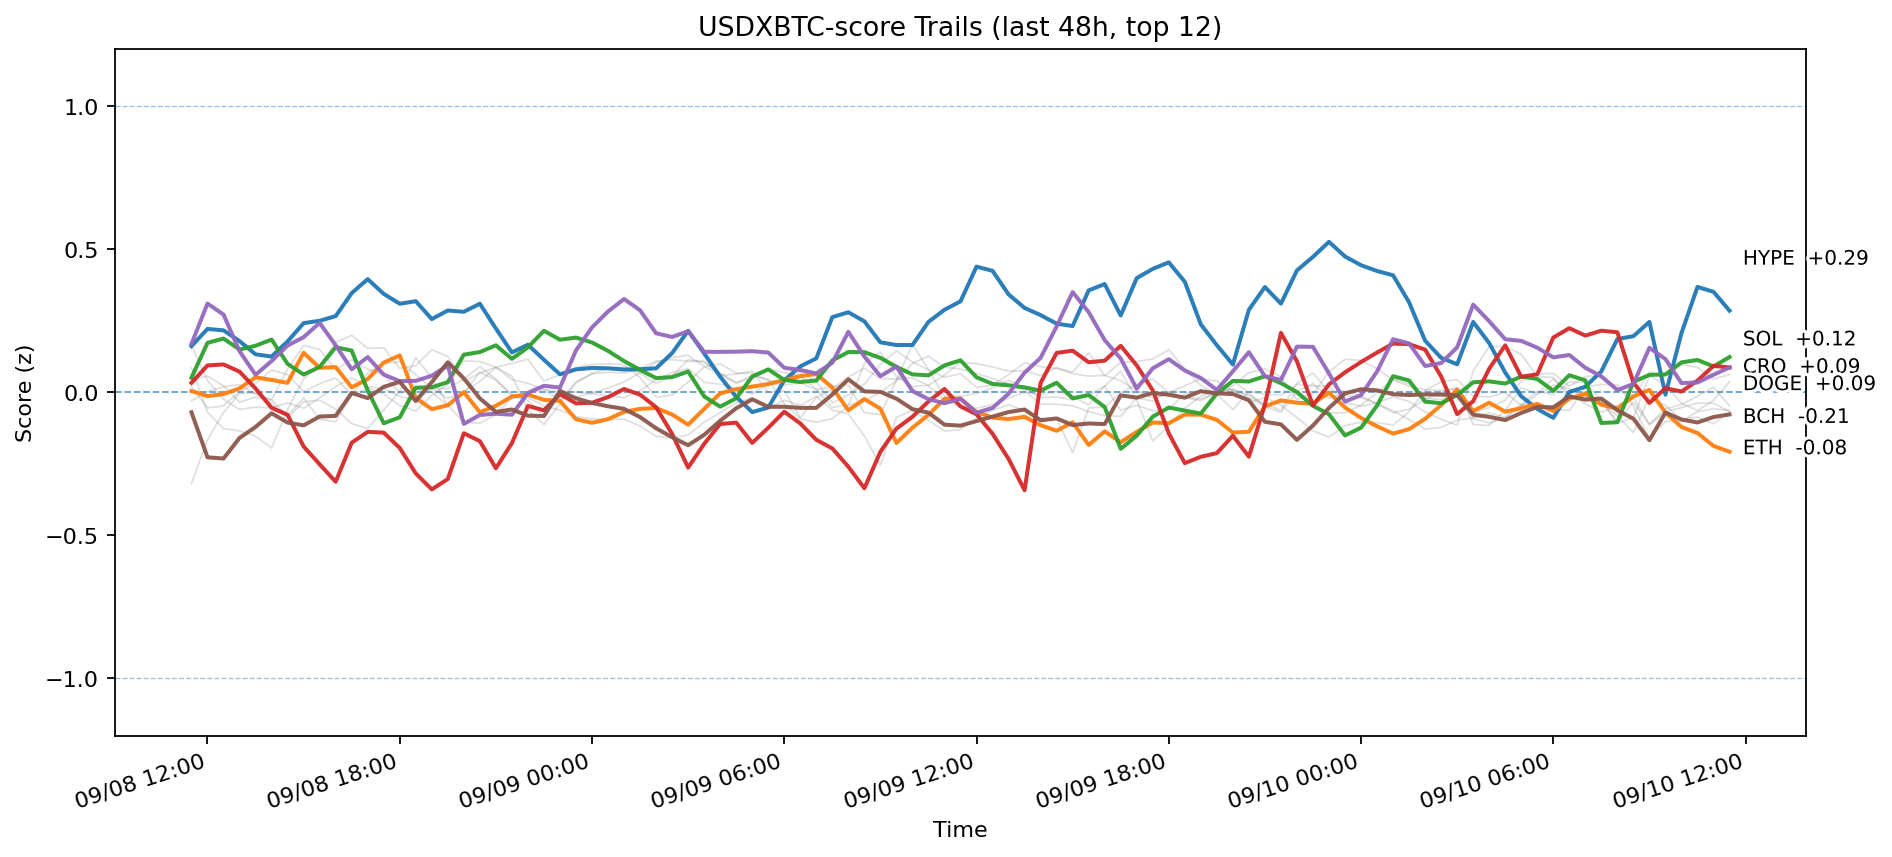 USDXBTC-score Trails (last 48h, top 12)
Score (z)
1.0
0.5
0.0
−0.5
−1.0
HYPE +0.29
SOL +0.12
CRO +0.09
DOGE +0.09
BCH -0.21
ETH -0.08
09/08 12:00
09/08 18:00
09/09 00:00
09/09 06:00
09/09 12:00
09/09 18:00
09/10 00:00
09/10 06:00
09/10 12:00
Time